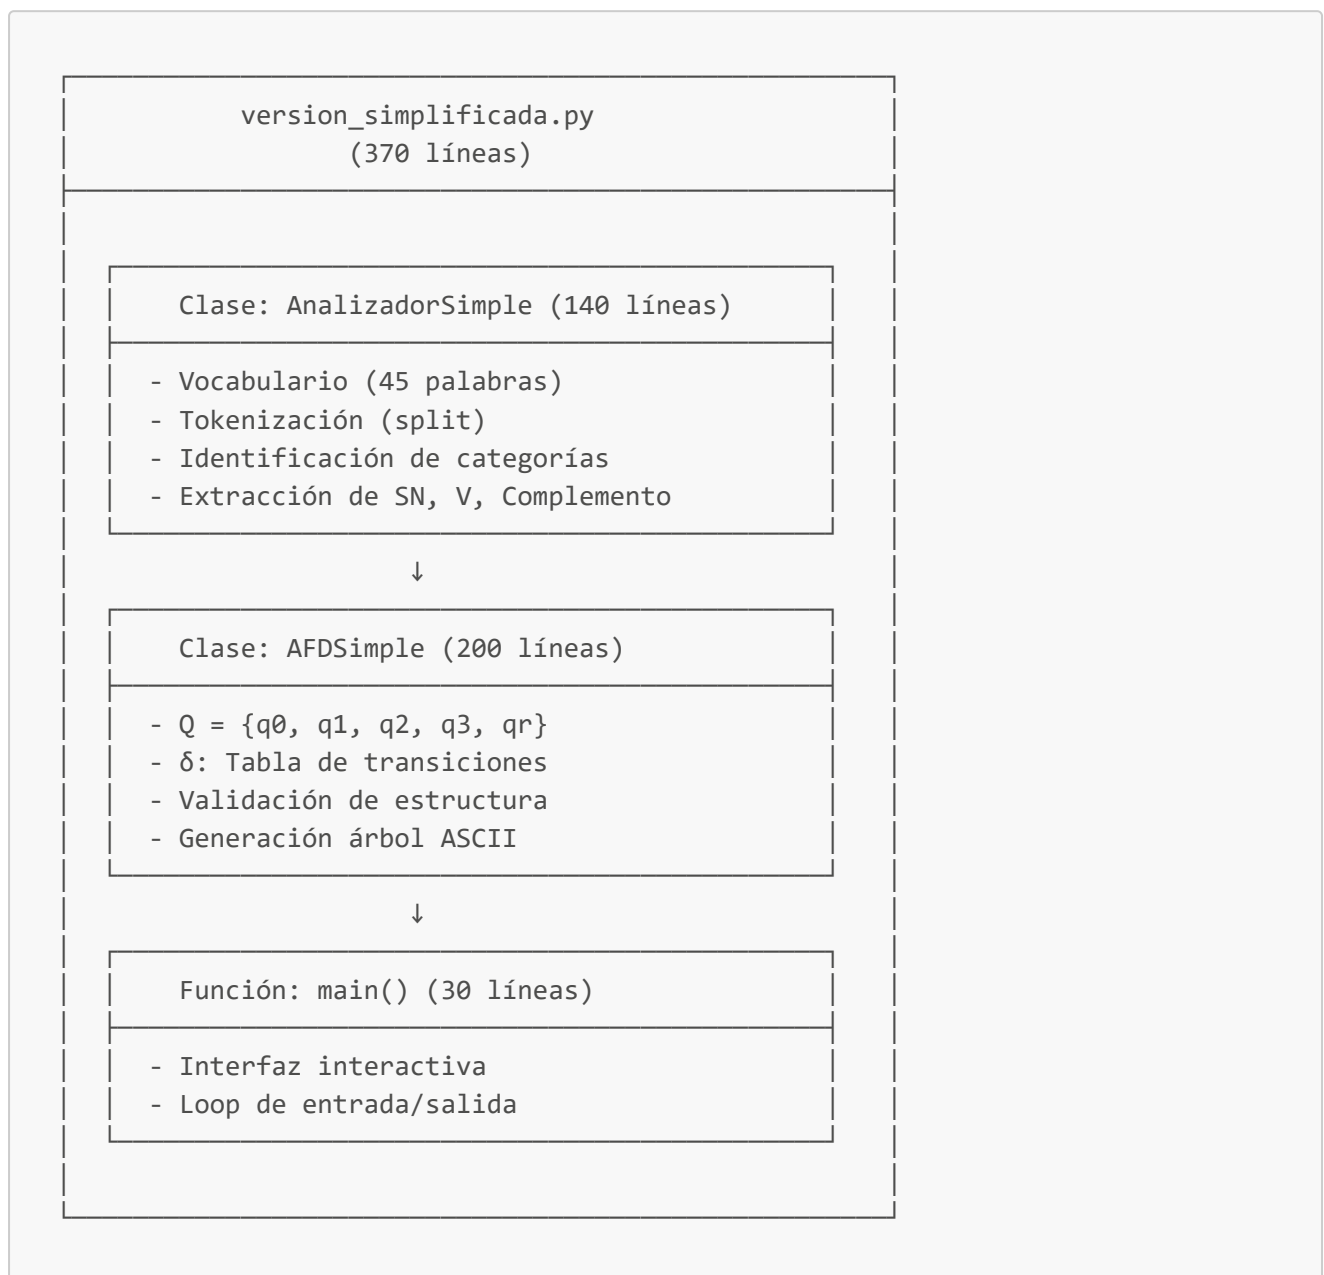 version_simplificada.py
(370 líneas)
Clase: AnalizadorSimple (140 líneas)
- Vocabulario (45 palabras)
- Tokenización (split)
- Identificación de categorías
- Extracción de SN, V, Complemento
↓
Clase: AFDSimple (200 líneas)
- Q = {q0, q1, q2, q3, qr}
- δ: Tabla de transiciones
- Validación de estructura
- Generación árbol ASCII
↓
Función: main() (30 líneas)
- Interfaz interactiva
- Loop de entrada/salida